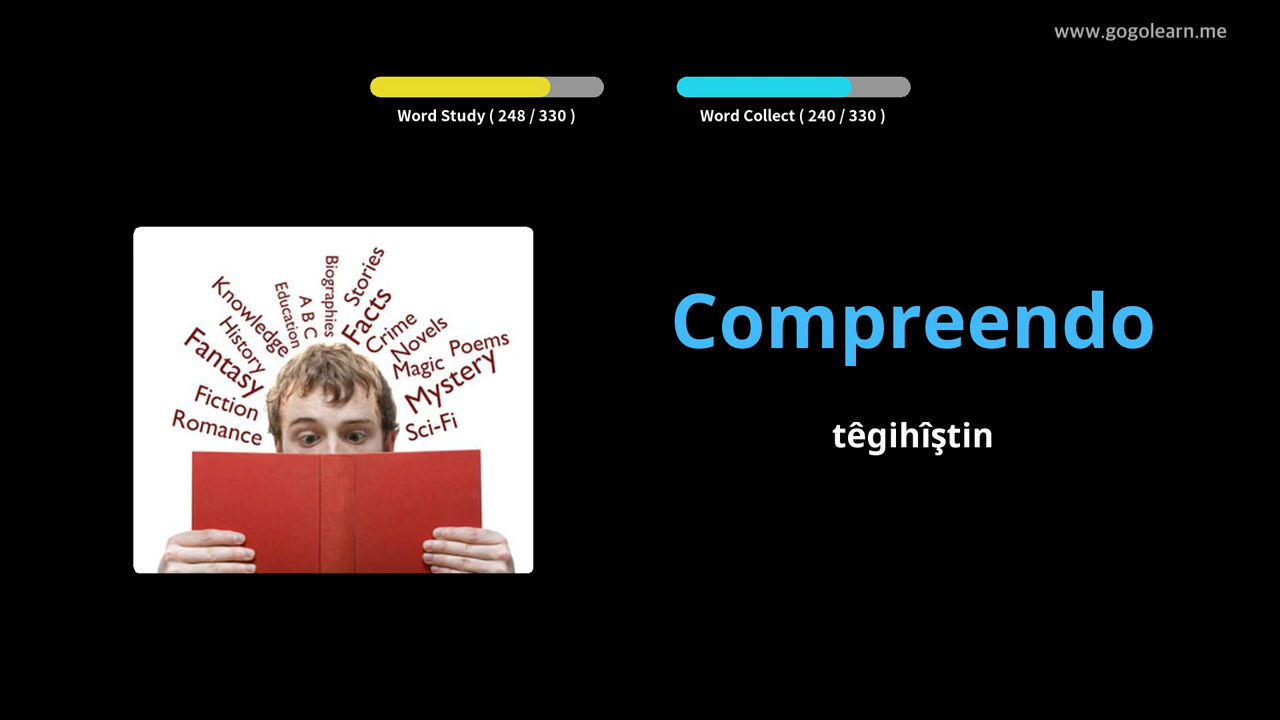 www.gogolearn.me
Word Study ( 248 / 330 )
Word Collect ( 240 / 330 )
Compreendo
têgihîştin
Knowledge
Education
A B C
Biographies
Stories
Facts
Crime
Novels
Poems
History
Fantasy
Magic
Mystery
Fiction
Romance
Sci-Fi